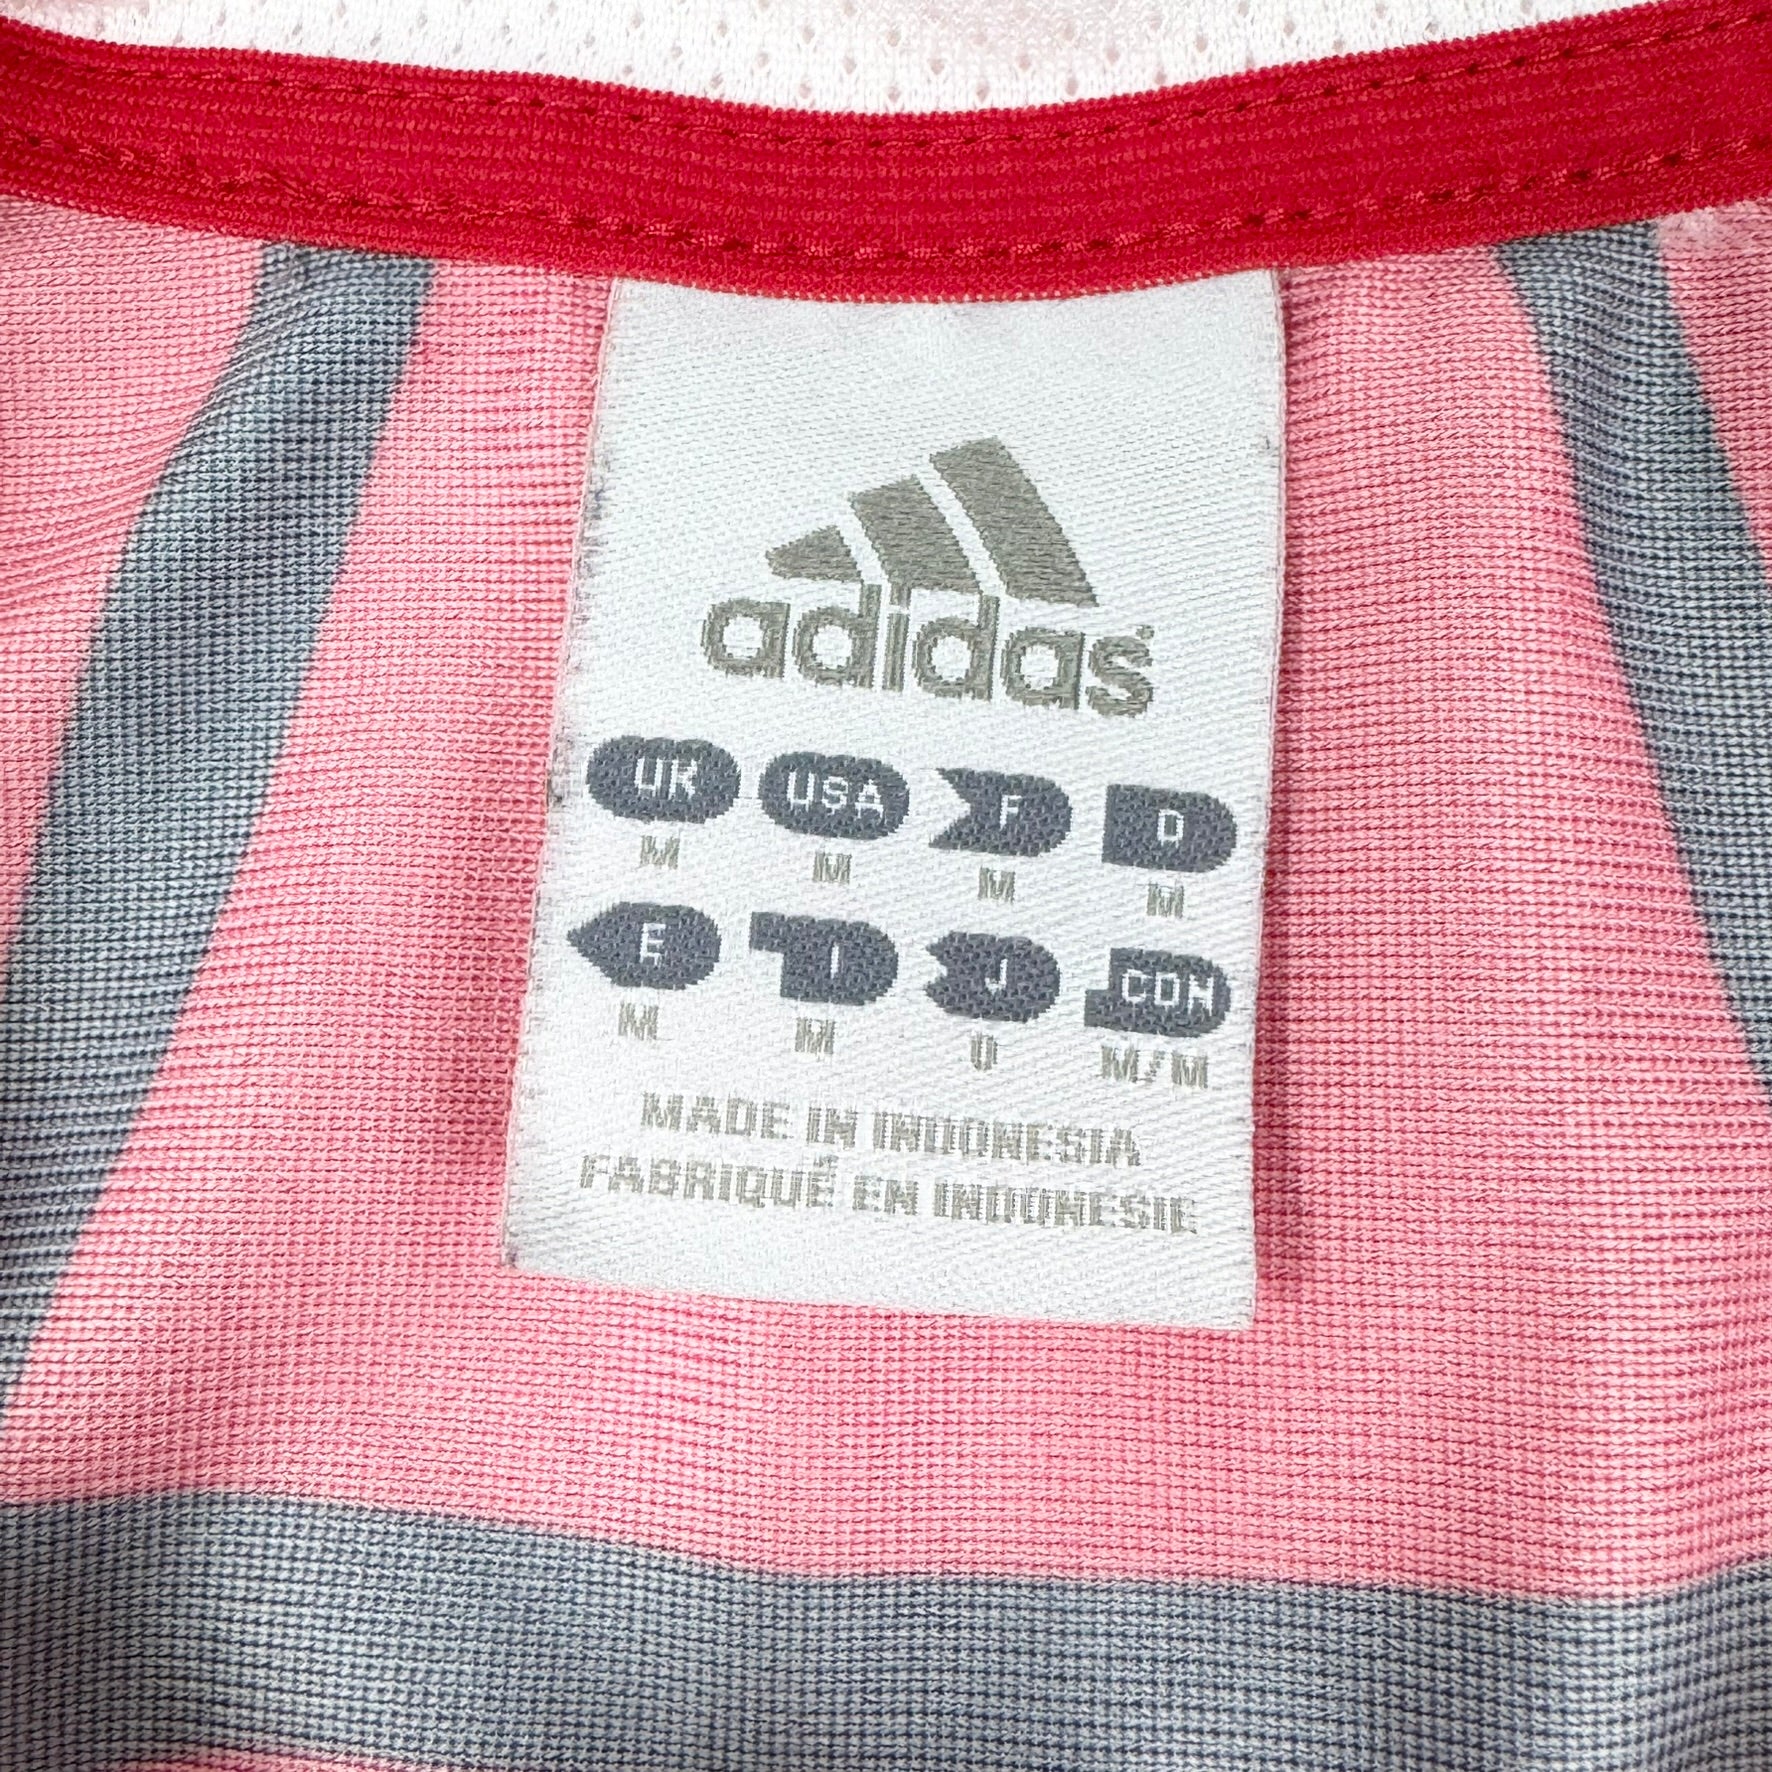 adidas®
UK USA F D
M M M M
E I J CDN
M M O M/M
MADE IN INDONESIA
FABRIQUÉ EN INDONESIE